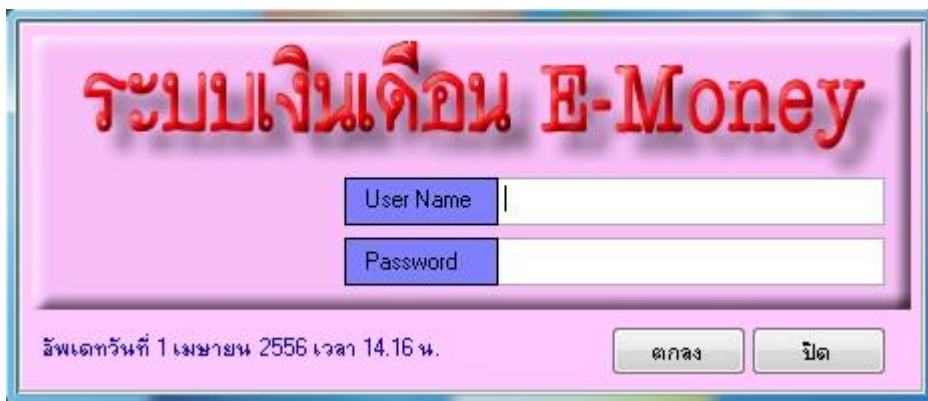 ระบบเงินเดือน E-Money
User Name
Password
อัพเดทวันที่ 1 เมษายน 2556 เวลา 14.16 น.
ตกลง ปิด